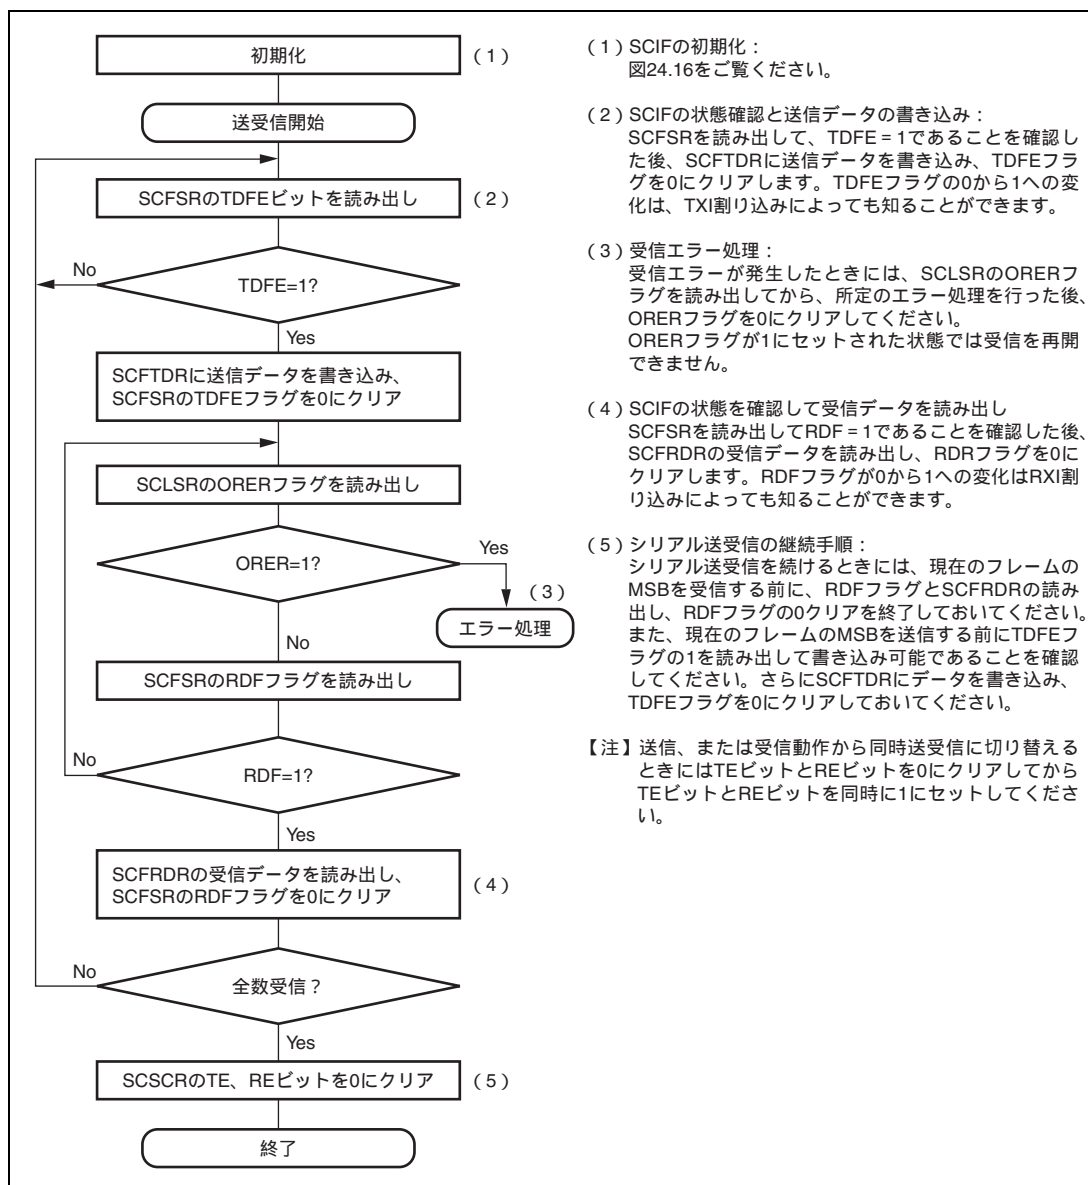 初期化
(1)
送受信開始
SCFSRのTDFEビットを読み出し
(2)
No
TDFE=1?
Yes
SCFTDRに送信データを書き込み、
SCFSRのTDFEフラグを0にクリア
SCLSRのORERフラグを読み出し
ORER=1?
Yes
(3)
エラー処理
No
SCFSRのRDFフラグを読み出し
No
RDF=1?
Yes
SCFRDRの受信データを読み出し、
SCFSRのRDFフラグを0にクリア
(4)
No
全数受信？
Yes
SCSCRのTE、REビットを0にクリア
(5)
終了
(1) SCIFの初期化：
図24.16をご覧ください。
(2) SCIFの状態確認と送信データの書き込み：
SCFSRを読み出して、TDFE = 1であることを確認し
た後、SCFTDRに送信データを書き込み、TDFEフラ
グを0にクリアします。TDFEフラグの0から1への変
化は、TXI割り込みによっても知ることができます。
(3) 受信エラー処理：
受信エラーが発生したときには、SCLSRのORERフ
ラグを読み出してから、所定のエラー処理を行った後、
ORERフラグを0にクリアしてください。
ORERフラグが1にセットされた状態では受信を再開
できません。
(4) SCIFの状態を確認して受信データを読み出し
SCFSRを読み出してRDF = 1であることを確認した後、
SCFRDRの受信データを読み出し、RDRフラグを0に
クリアします。RDFフラグが0から1への変化はRXI割
り込みによっても知ることができます。
(5) シリアル送受信の継続手順：
シリアル送受信を続けるときには、現在のフレームの
MSBを受信する前に、RDFフラグとSCFRDRの読み
出し、RDFフラグの0クリアを終了しておいてください。
また、現在のフレームのMSBを送信する前にTDFEフ
ラグの1を読み出して書き込み可能であることを確認
してください。さらにSCFTDRにデータを書き込み、
TDFEフラグを0にクリアしておいてください。
【注】送信、または受信動作から同時送受信に切り替える
ときにはTEビットとREビットを0にクリアしてから
TEビットとREビットを同時に1にセットしてくださ
い。